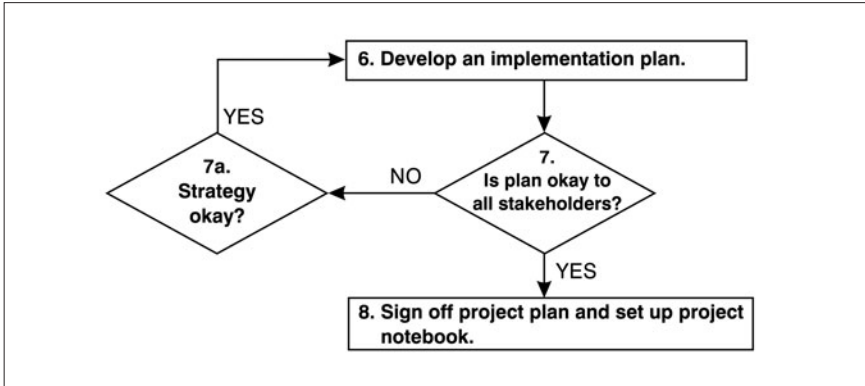 6. Develop an implementation plan.
YES
7a.
Strategy
okay?
NO
7.
Is plan okay to
all stakeholders?
YES
8. Sign off project plan and set up project
notebook.